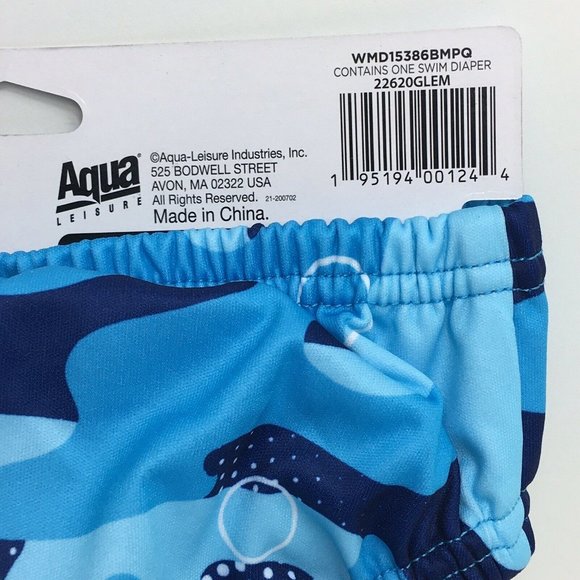 WMD15386BMPQ
CONTAINS ONE SWIM DIAPER
22620GLEM
1 95194 00124 4
Aqua
LEISURE
©Aqua-Leisure Industries, Inc.
525 BODWELL STREET
AVON, MA 02322 USA
All Rights Reserved. 21-200702
Made in China.